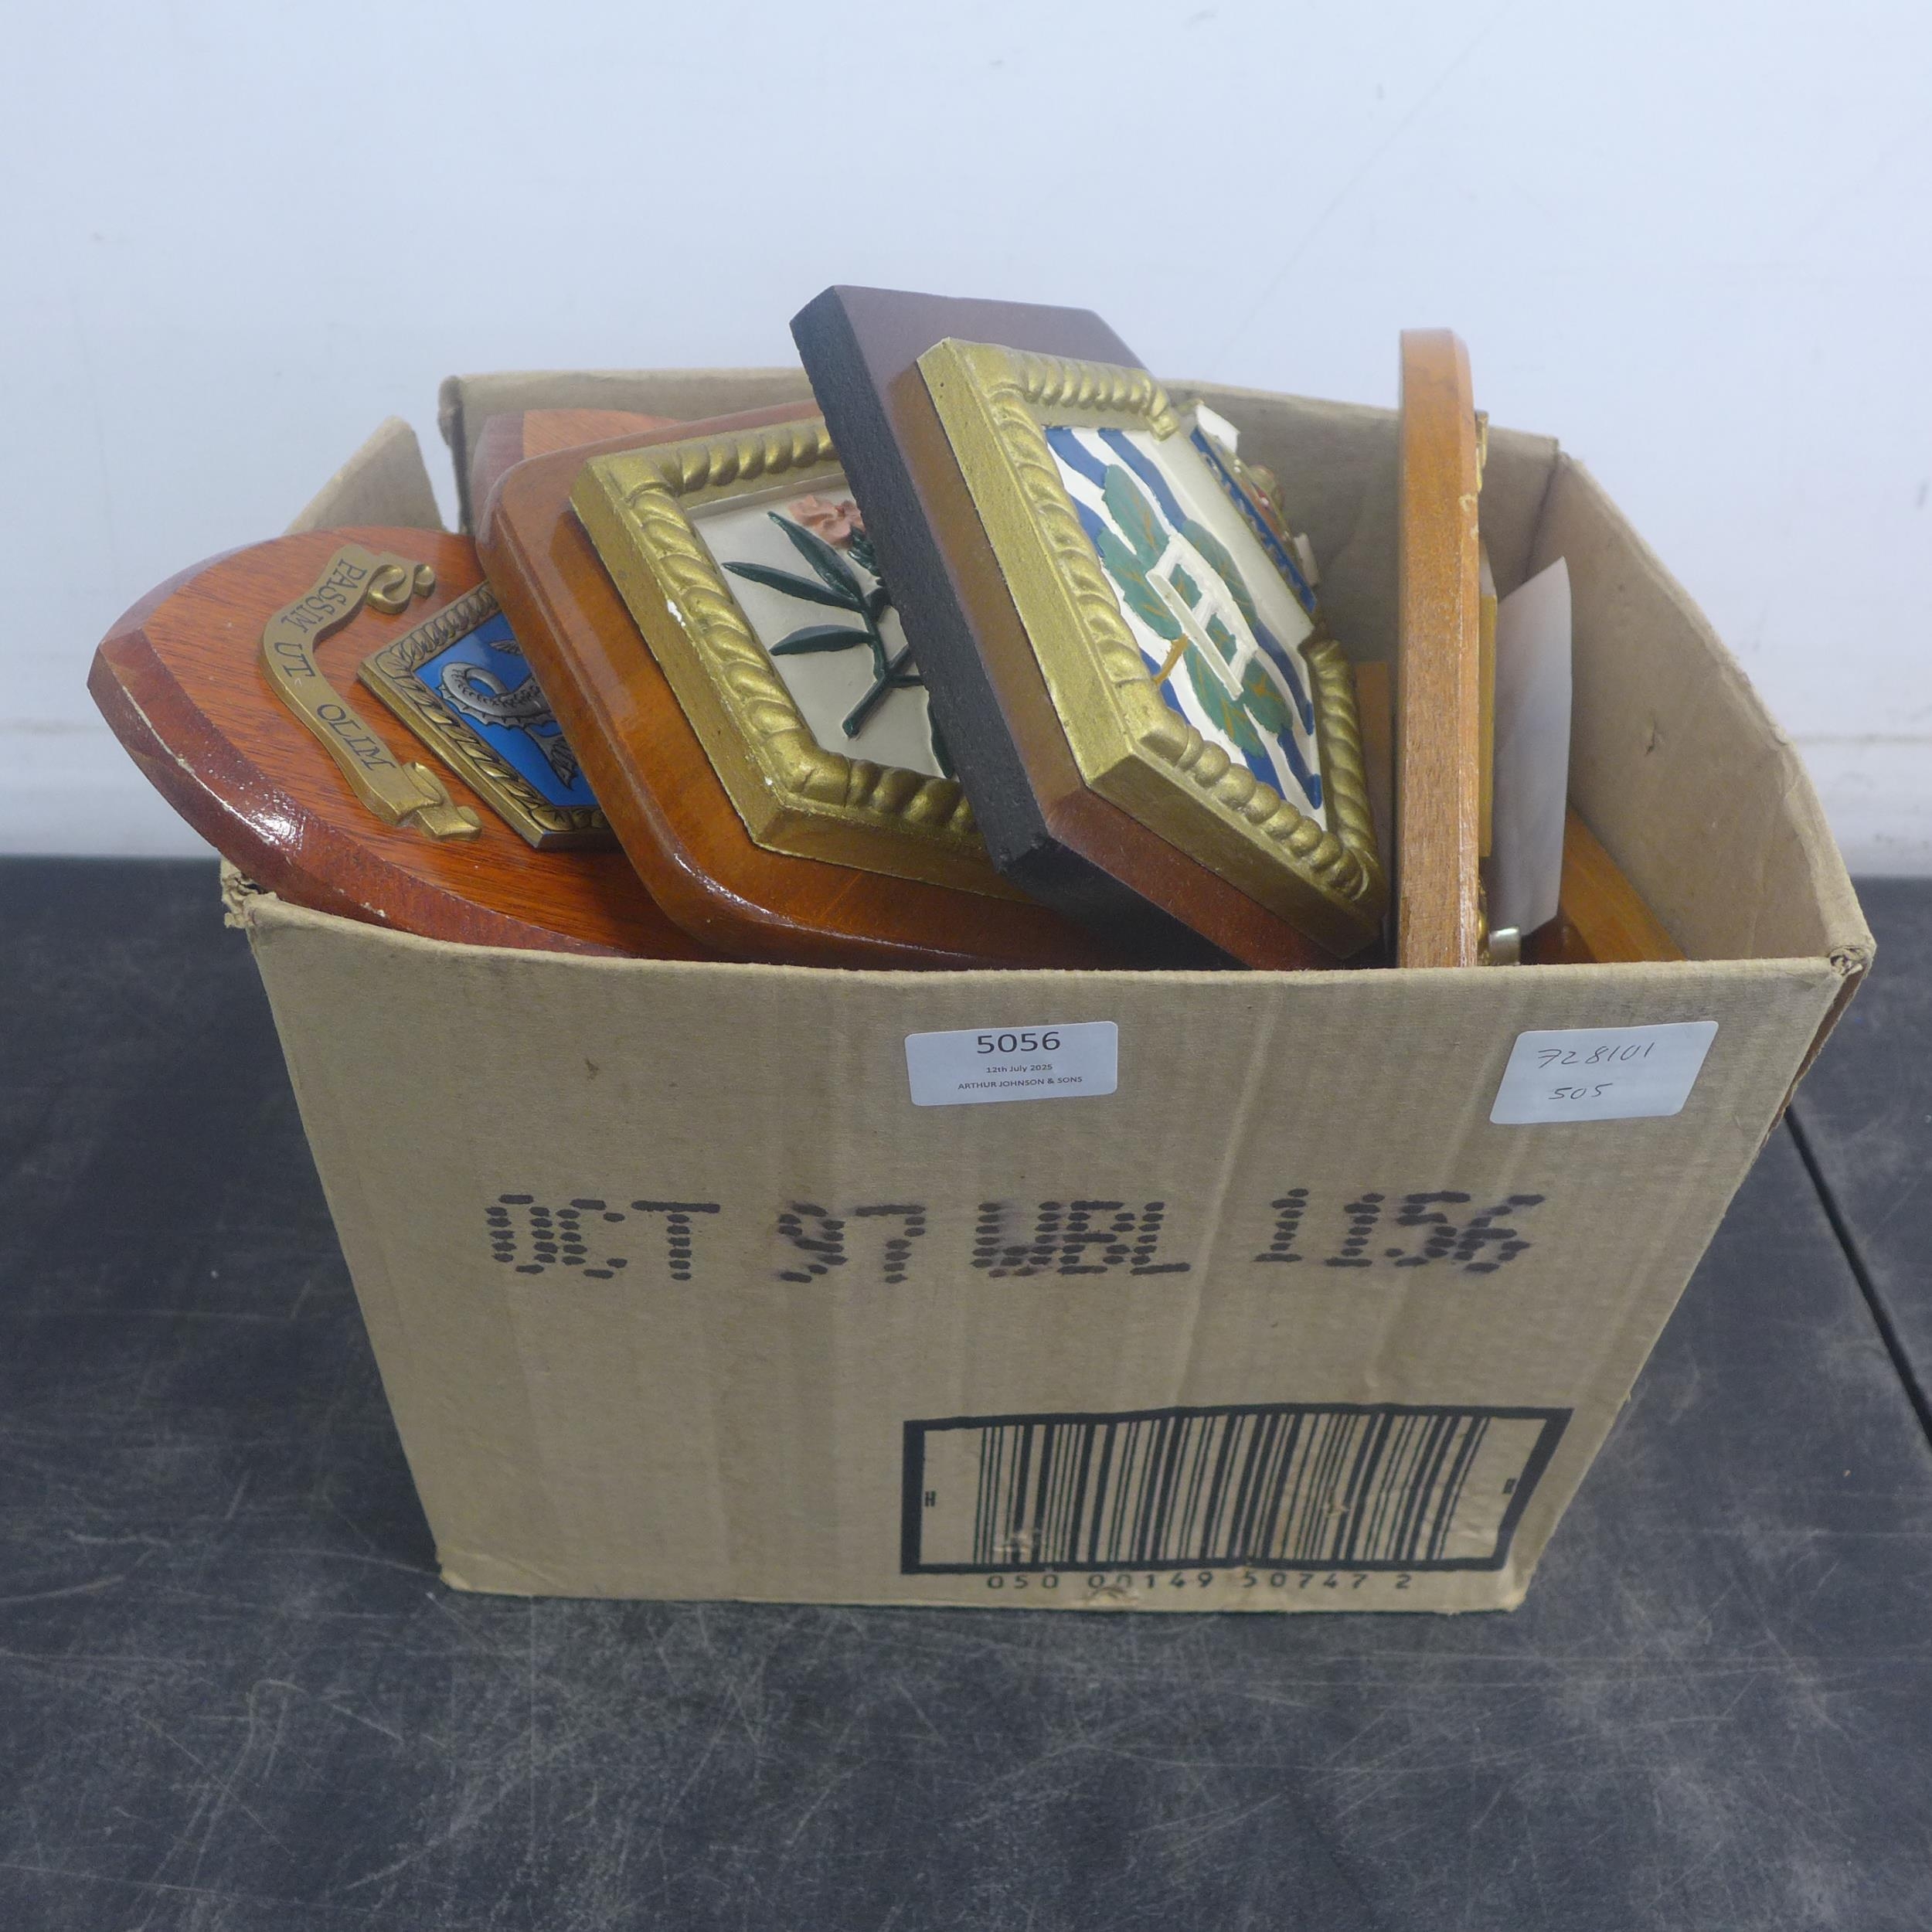 PASSIM UT OLIM
5056
12th July 2025
ARTHUR JOHNSON & SONS
728101
505
OCT 97 WBL 1156
H H
050 00149 50747 2